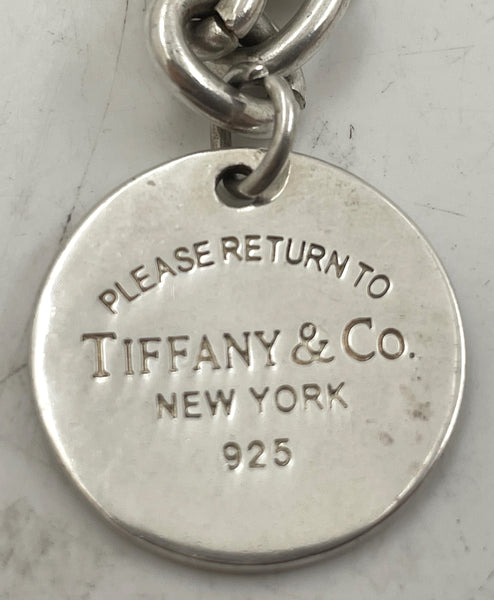 PLEASE RETURN TO
TIFFANY & CO.
NEW YORK
925